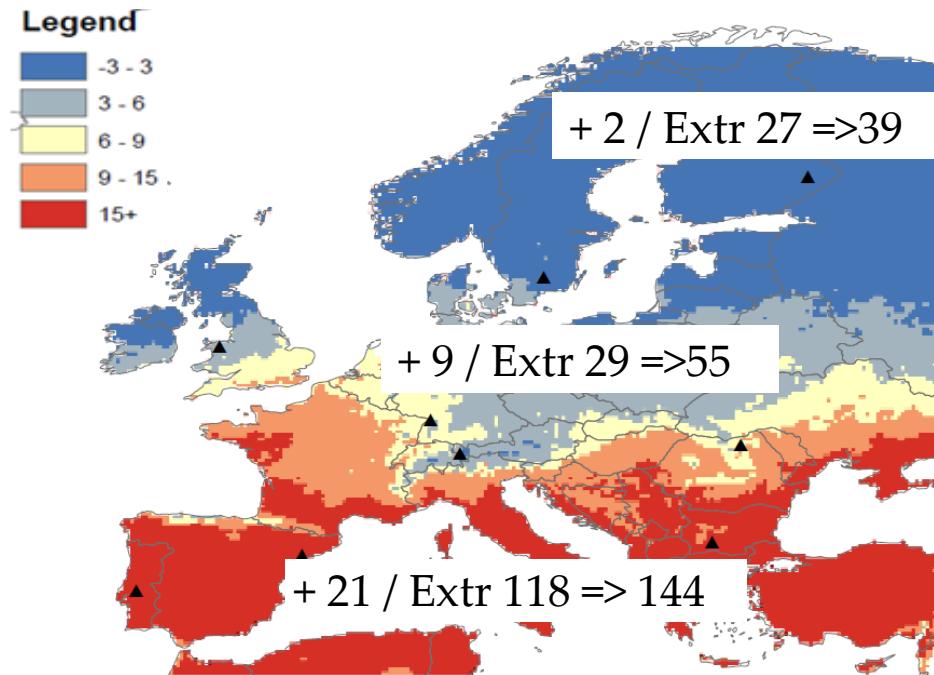 Legend
-3 - 3
3 - 6
6 - 9
9 - 15
15+
+ 2 / Extr 27 =>39
+ 9 / Extr 29 =>55
+ 21 / Extr 118 => 144